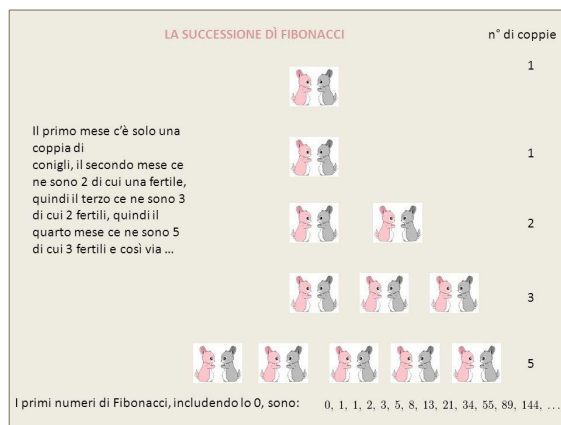 LA SUCCESSIONE DÌ FIBONACCI
n° di coppie
1
Il primo mese c'è solo una
coppia di
conigli, il secondo mese ce
ne sono 2 di cui una fertile,
quindi il terzo ce ne sono 3
di cui 2 fertili, quindi il
quarto mese ce ne sono 5
di cui 3 fertili e così via ...
1
2
3
5
I primi numeri di Fibonacci, includendo lo 0, sono:
0, 1, 1, 2, 3, 5, 8, 13, 21, 34, 55, 89, 144, ...